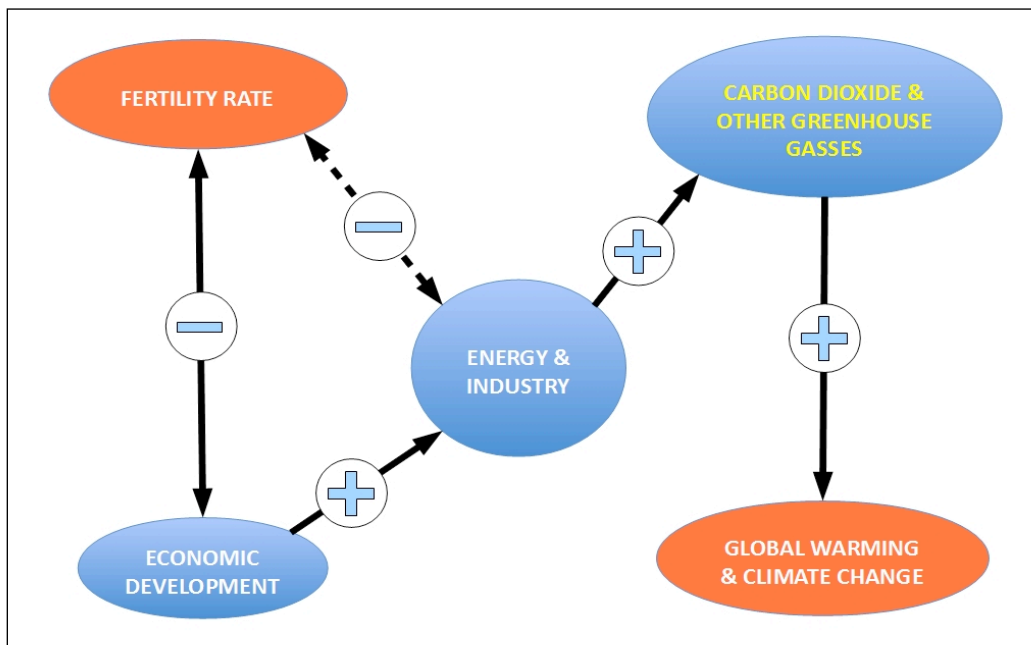 FERTILITY RATE
CARBON DIOXIDE &
OTHER GREENHOUSE
GASSES
ENERGY &
INDUSTRY
ECONOMIC
DEVELOPMENT
GLOBAL WARMING
& CLIMATE CHANGE